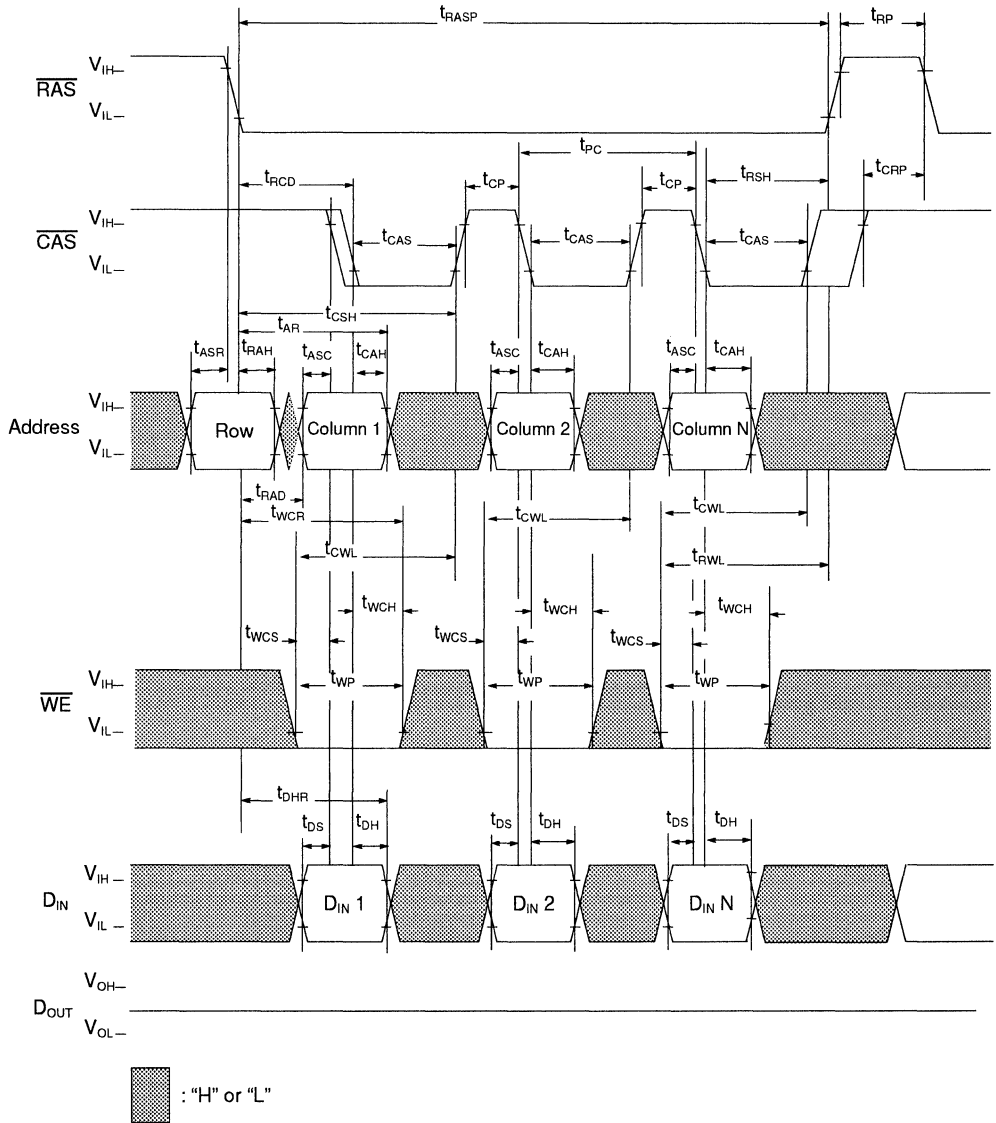 tRASP
tRP
RAS
VIH
VIL
tRCD
tCP
tPC
tCP
tRSH
tCRP
CAS
VIH
VIL
tCAS
tCAS
tCAS
tCSH
tAR
tASR
tRAH
tASC
tCAH
tASC
tCAH
tASC
tCAH
Address
VIH
VIL
Row
Column 1
Column 2
Column N
tRAD
tWCR
tCWL
tCWL
tCWL
tRWL
tWCH
tWCH
tWCH
tWCS
tWCS
tWCS
WE
VIH
VIL
tWP
tWP
tWP
tDHR
tDS
tDH
tDS
tDH
tDS
tDH
DIN
VIH
VIL
DIN 1
DIN 2
DIN N
DOUT
VOH
VOL
: “H” or “L”